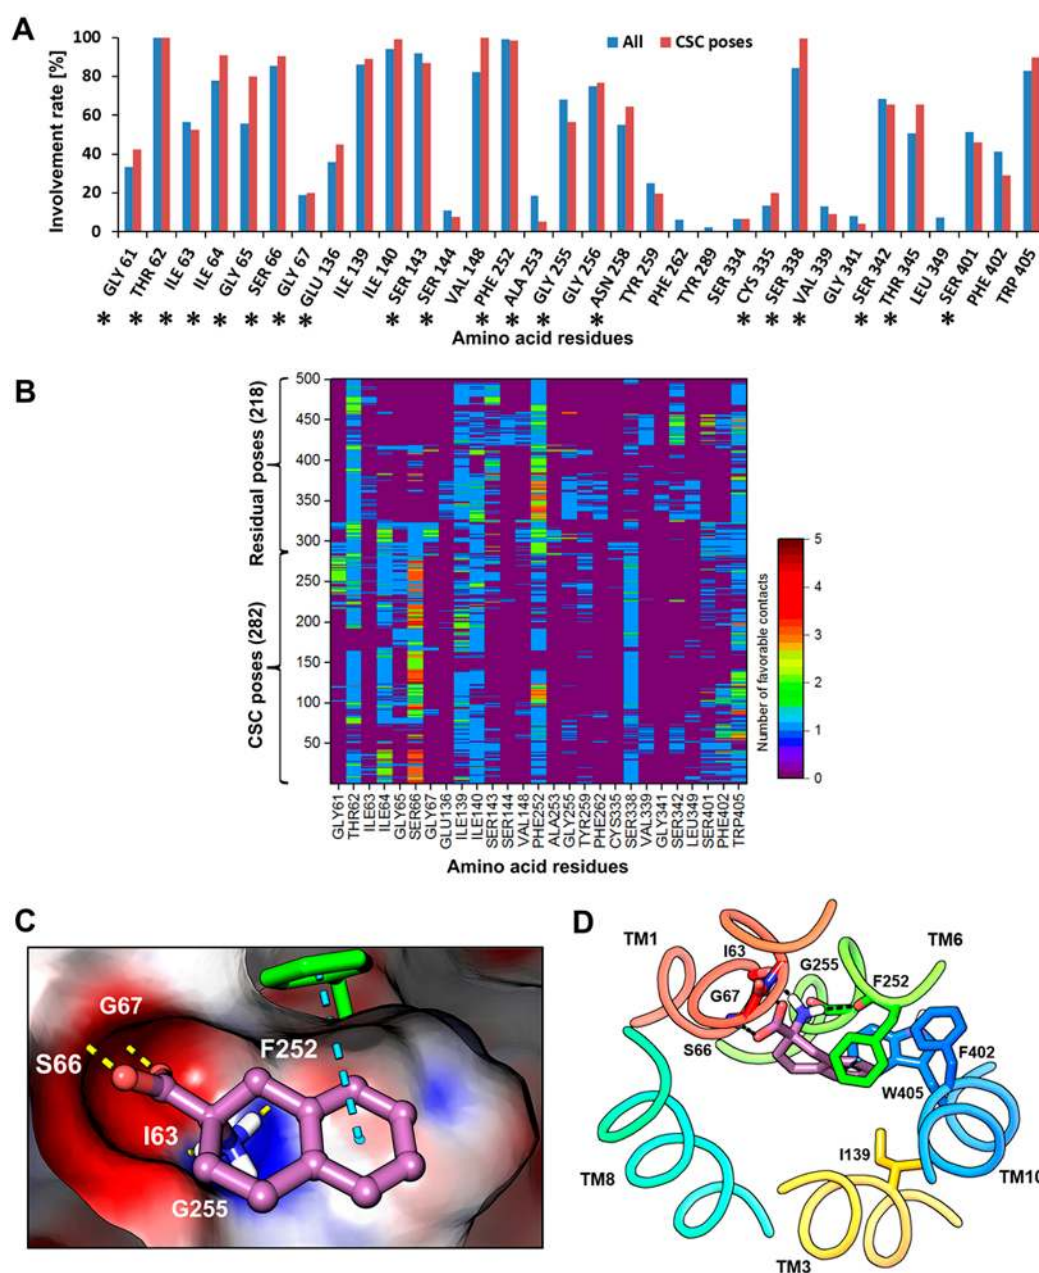 A
Involvement rate [%]
100
80
60
40
20
0
All
CSC poses
GLY 61
THR 62
ILE 63
ILE 64
GLY 65
SER 66
GLY 67
GLU 136
ILE 139
ILE 140
SER 143
SER 144
VAL 148
PHE 252
ALA 253
GLY 255
GLY 256
ASN 258
TYR 259
PHE 262
TYR 289
SER 334
CYS 335
SER 338
VAL 339
GLY 341
SER 342
THR 345
LEU 349
SER 401
PHE 402
TRP 405
* * * * * * * * * * * * * * * * * * * *
Amino acid residues
B
CSC poses (282)
Residual poses (218)
500
450
400
350
300
250
200
150
100
50
GLY61
THR62
ILE63
ILE64
GLY65
SER66
GLY67
GLU136
ILE139
ILE140
SER143
SER144
VAL148
PHE252
ALA253
GLY255
TYR259
PHE262
CYS335
SER338
VAL339
GLY341
SER342
LEU349
SER401
PHE402
TRP405
Amino acid residues
Number of favorable contacts
5
4
3
2
1
0
C
G67
S66
F252
I63
G255
D
TM1
I63
G255
TM6
G67
F252
S66
F402
W405
I139
TM8
TM10
TM3